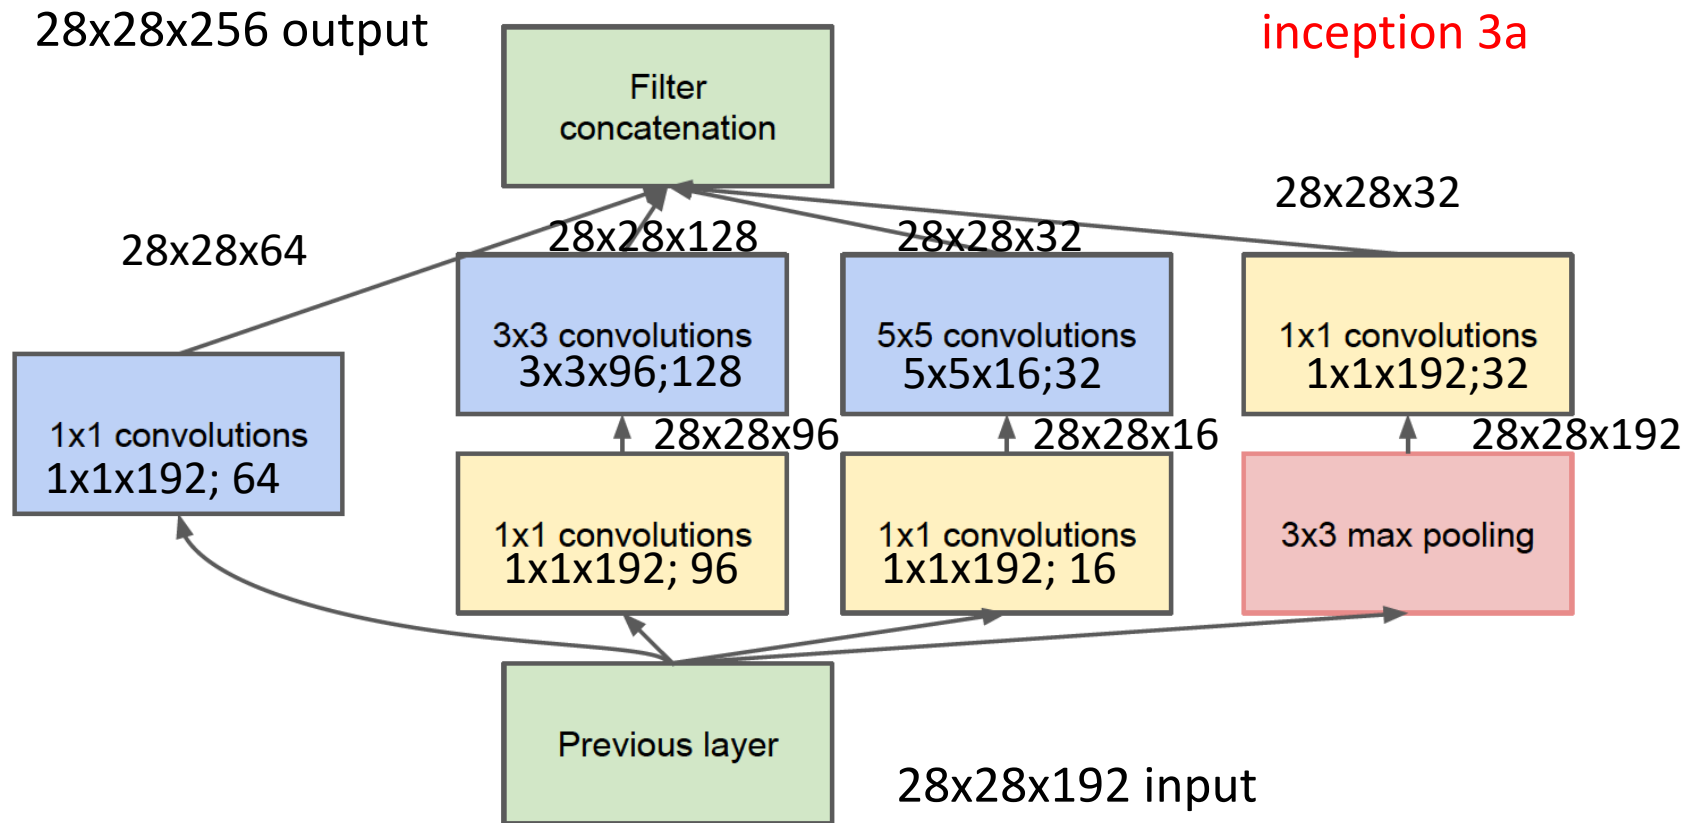 28x28x256 output
inception 3a
Filter
concatenation
28x28x64
28x28x128
28x28x32
28x28x32
1x1 convolutions
1x1x192; 64
3x3 convolutions
3x3x96;128
5x5 convolutions
5x5x16;32
1x1 convolutions
1x1x192;32
28x28x96
28x28x16
28x28x192
1x1 convolutions
1x1x192; 96
1x1 convolutions
1x1x192; 16
3x3 max pooling
Previous layer
28x28x192 input